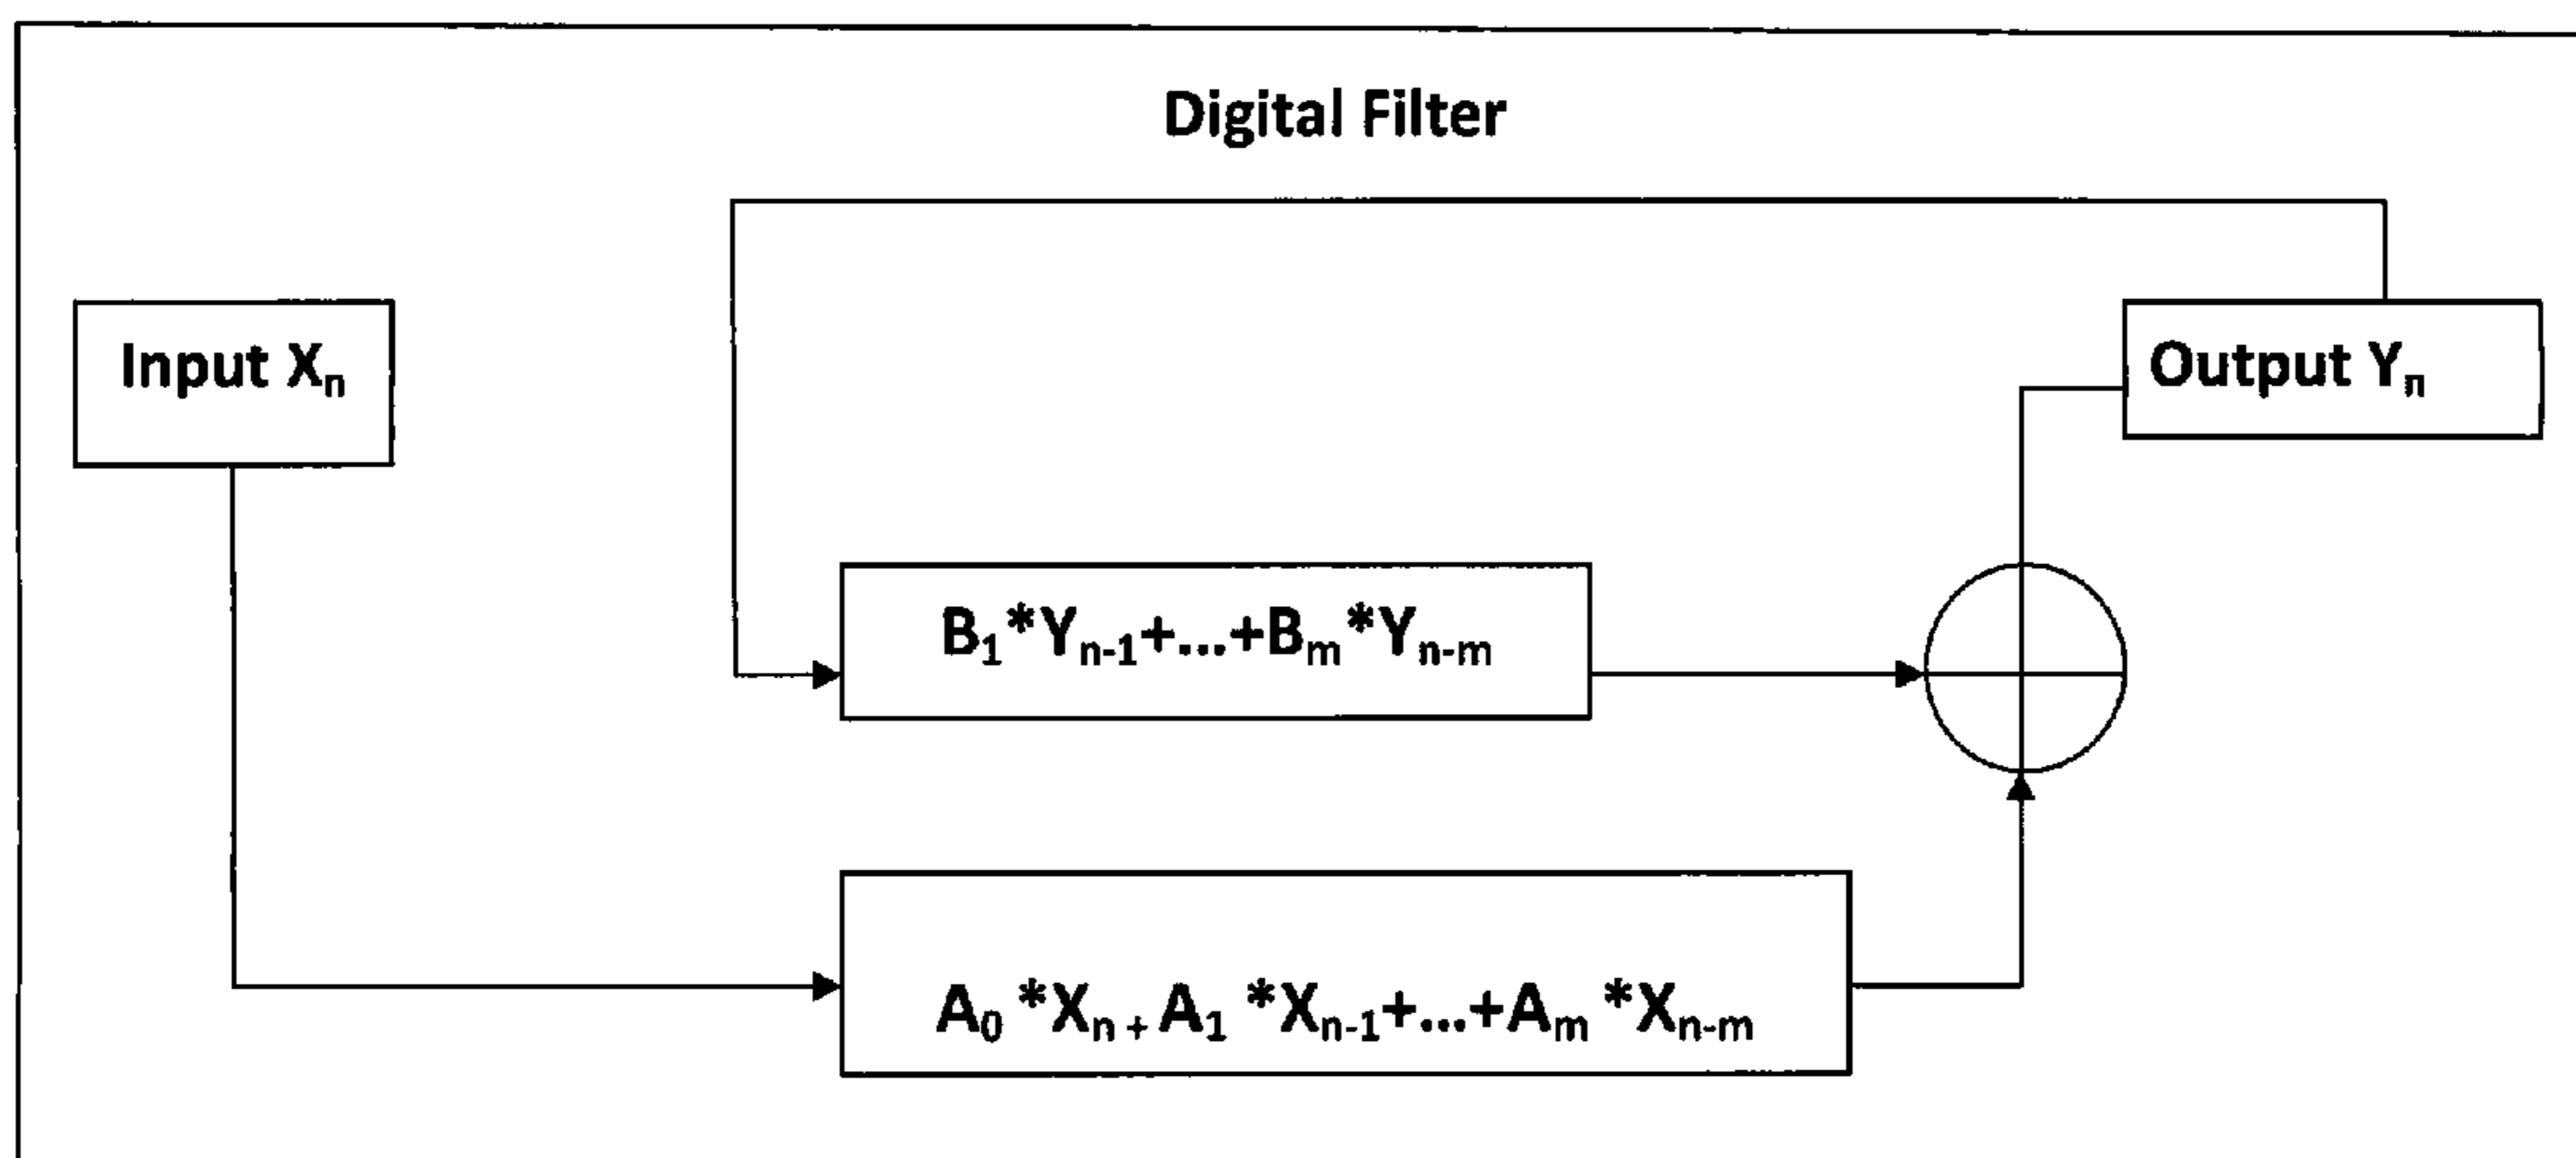 Digital Filter
Input Xₙ
Output Yₙ
B₁*Yₙ₋₁+...+Bₘ*Yₙ₋ₘ
A₀ *Xₙ ₊ A₁ *Xₙ₋₁+...+Aₘ *Xₙ₋ₘ